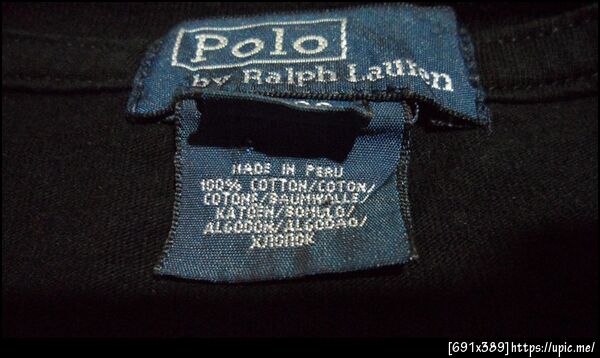 Polo
by Ralph Lauren
MADE IN PERU
100% COTTON/COTON/
COTONE/BAUMWOLLE/
KATOEN/BOMULD/
ALGODON/ALGODAO/
ХЛОПОК
[691x389]https://upic.me/